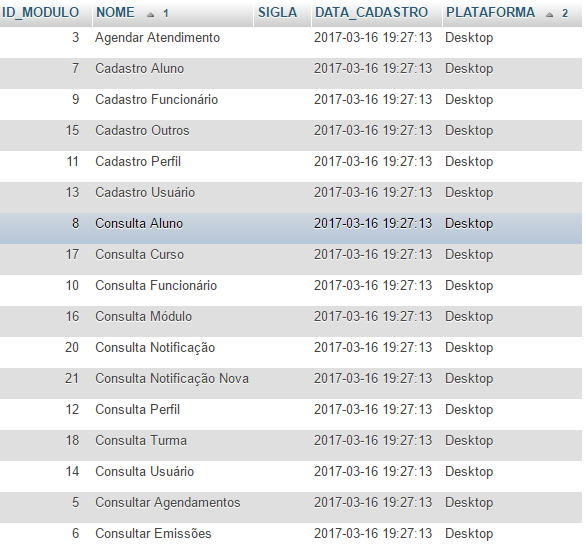 ID_MODULO NOME 1 SIGLA DATA_CADASTRO PLATAFORMA 2
3 Agendar Atendimento 2017-03-16 19:27:13 Desktop
7 Cadastro Aluno 2017-03-16 19:27:13 Desktop
9 Cadastro Funcionário 2017-03-16 19:27:13 Desktop
15 Cadastro Outros 2017-03-16 19:27:13 Desktop
11 Cadastro Perfil 2017-03-16 19:27:13 Desktop
13 Cadastro Usuário 2017-03-16 19:27:13 Desktop
8 Consulta Aluno 2017-03-16 19:27:13 Desktop
17 Consulta Curso 2017-03-16 19:27:13 Desktop
10 Consulta Funcionário 2017-03-16 19:27:13 Desktop
16 Consulta Módulo 2017-03-16 19:27:13 Desktop
20 Consulta Notificação 2017-03-16 19:27:13 Desktop
21 Consulta Notificação Nova 2017-03-16 19:27:13 Desktop
12 Consulta Perfil 2017-03-16 19:27:13 Desktop
18 Consulta Turma 2017-03-16 19:27:13 Desktop
14 Consulta Usuário 2017-03-16 19:27:13 Desktop
5 Consultar Agendamentos 2017-03-16 19:27:13 Desktop
6 Consultar Emissões 2017-03-16 19:27:13 Desktop